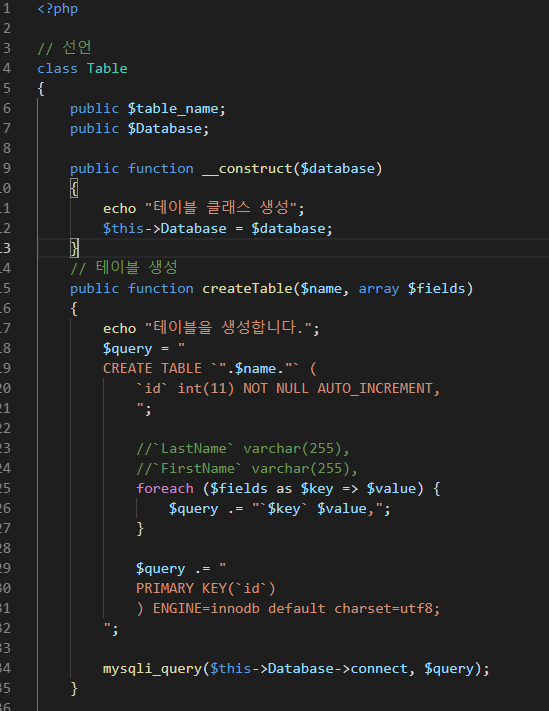 1 <?php
2
3 // 선언
4 class Table
5 {
6 public $table_name;
7 public $Database;
8
9 public function __construct($database)
10 {
11 echo "테이블 클래스 생성";
12 $this->Database = $database;
13 }
14 // 테이블 생성
15 public function createTable($name, array $fields)
16 {
17 echo "테이블을 생성합니다.";
18 $query = "
19 CREATE TABLE `".$name."` (
20 `id` int(11) NOT NULL AUTO_INCREMENT,
21 ";
22
23 //`LastName` varchar(255),
24 //`FirstName` varchar(255),
25 foreach ($fields as $key => $value) {
26 $query .= "`$key` $value,";
27 }
28
29 $query .= "
30 PRIMARY KEY(`id`)
31 ) ENGINE=innodb default charset=utf8;
32 ";
33
34 mysqli_query($this->Database->connect, $query);
35 }
36